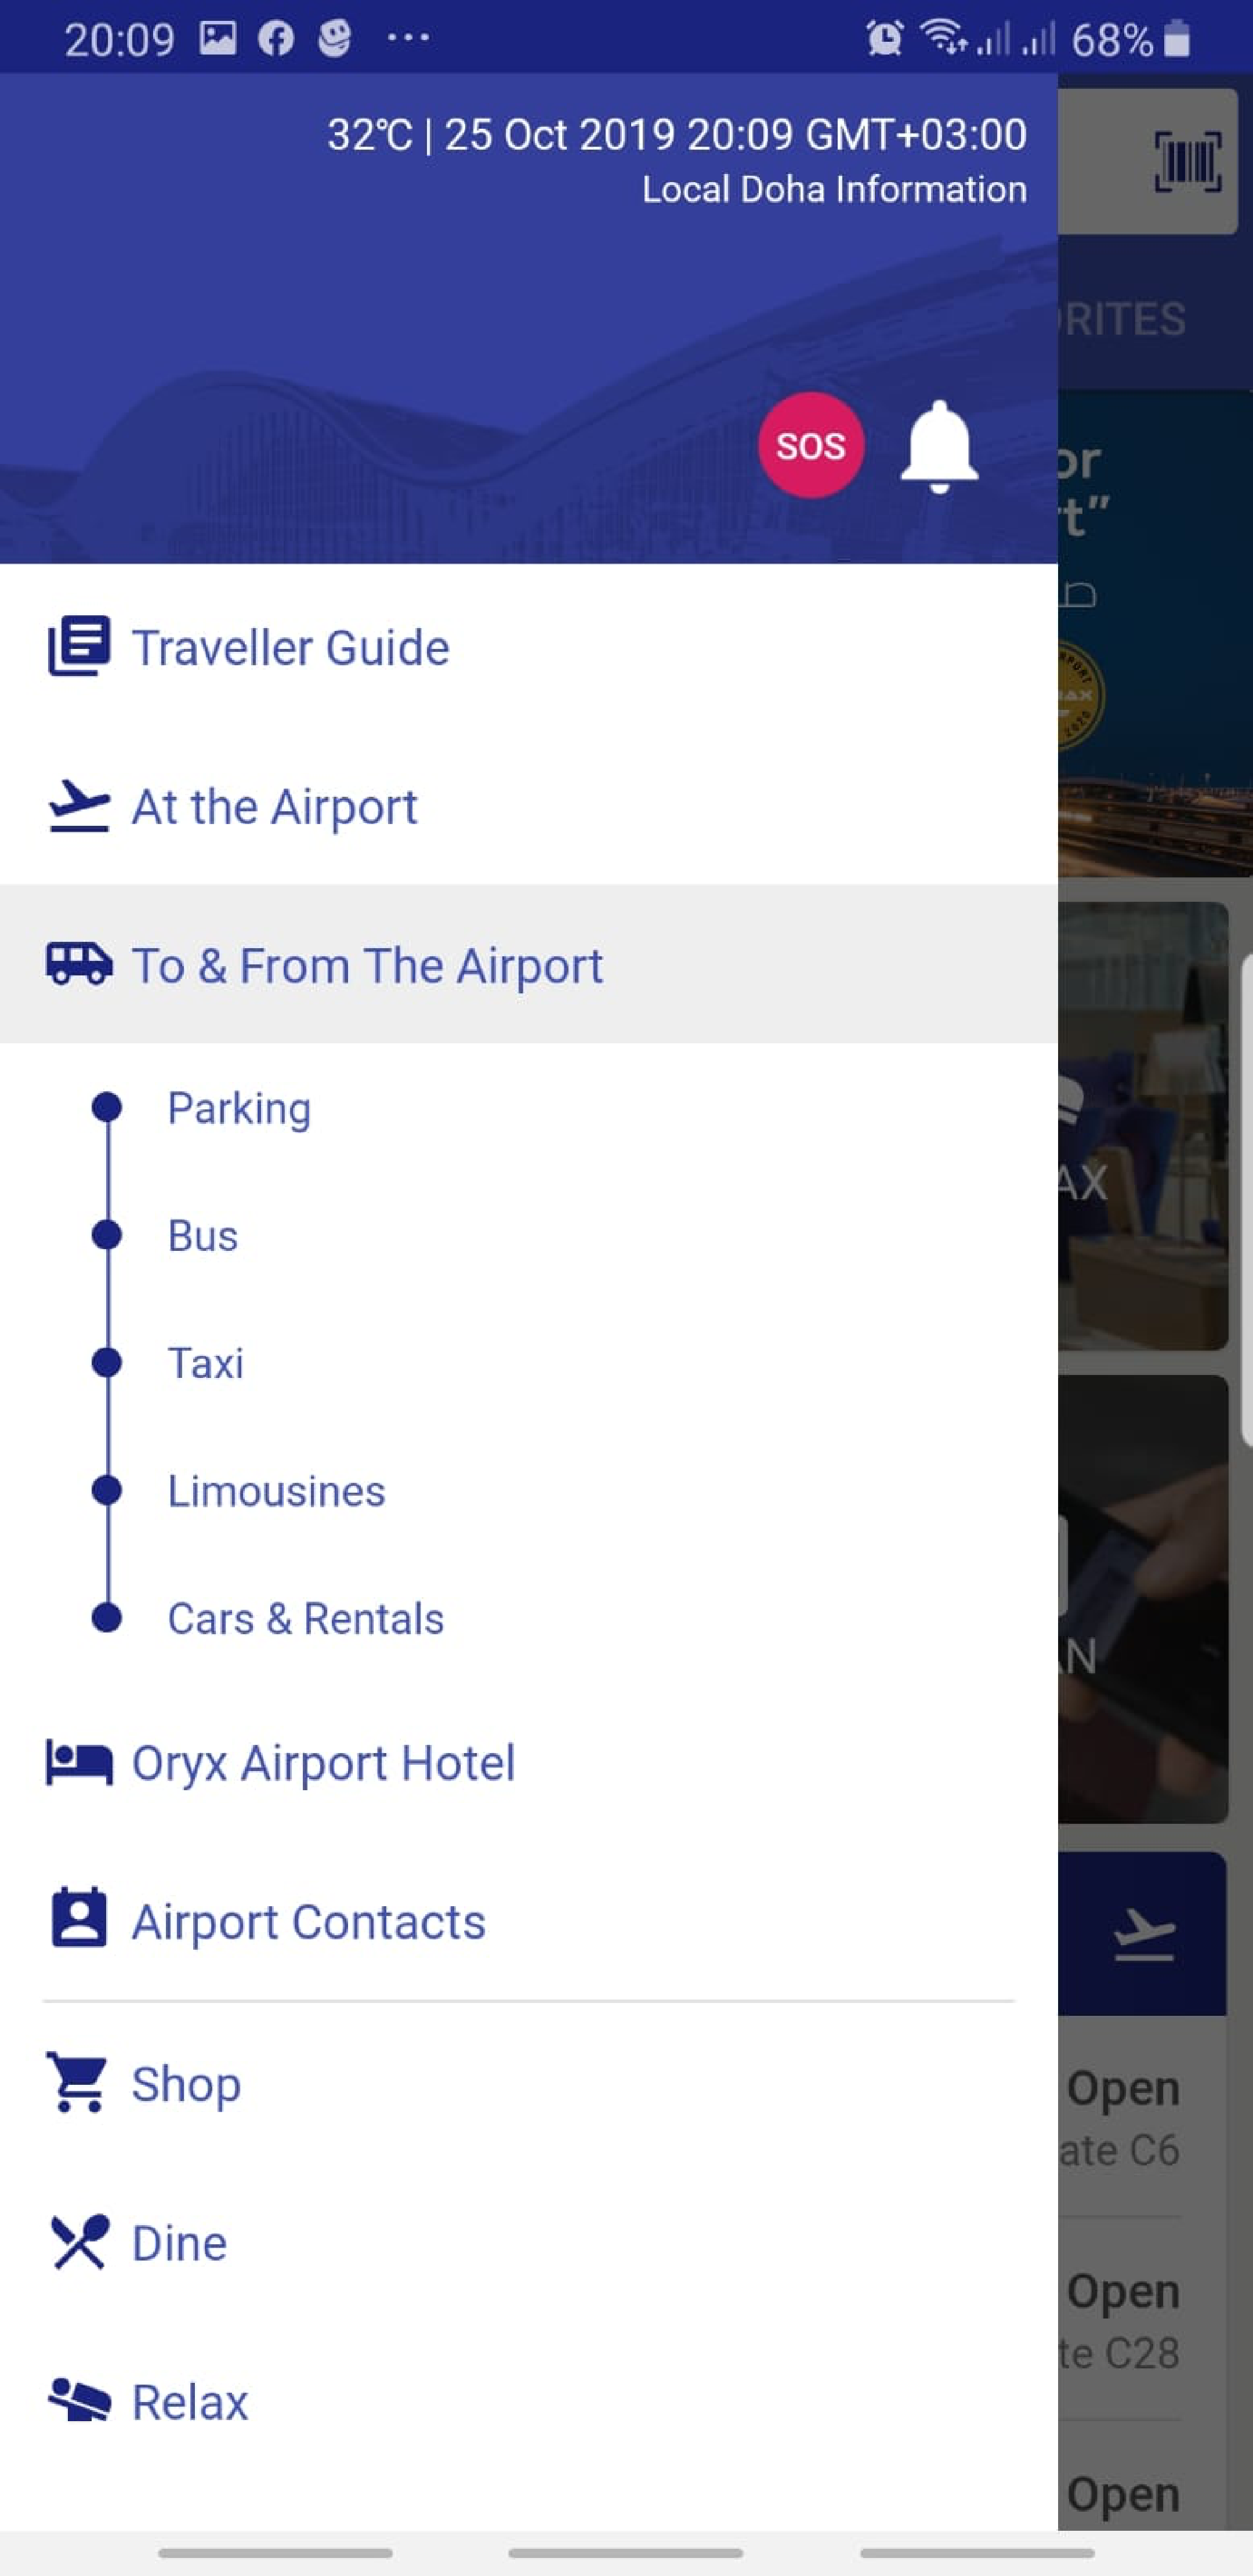 20:09
68%
32℃ | 25 Oct 2019 20:09 GMT+03:00
Local Doha Information
SOS
Traveller Guide
At the Airport
To & From The Airport
Parking
Bus
Taxi
Limousines
Cars & Rentals
Oryx Airport Hotel
Airport Contacts
Shop
Dine
Relax
RITES
or
t”
2020
AX
N
Open
ate C6
Open
te C28
Open